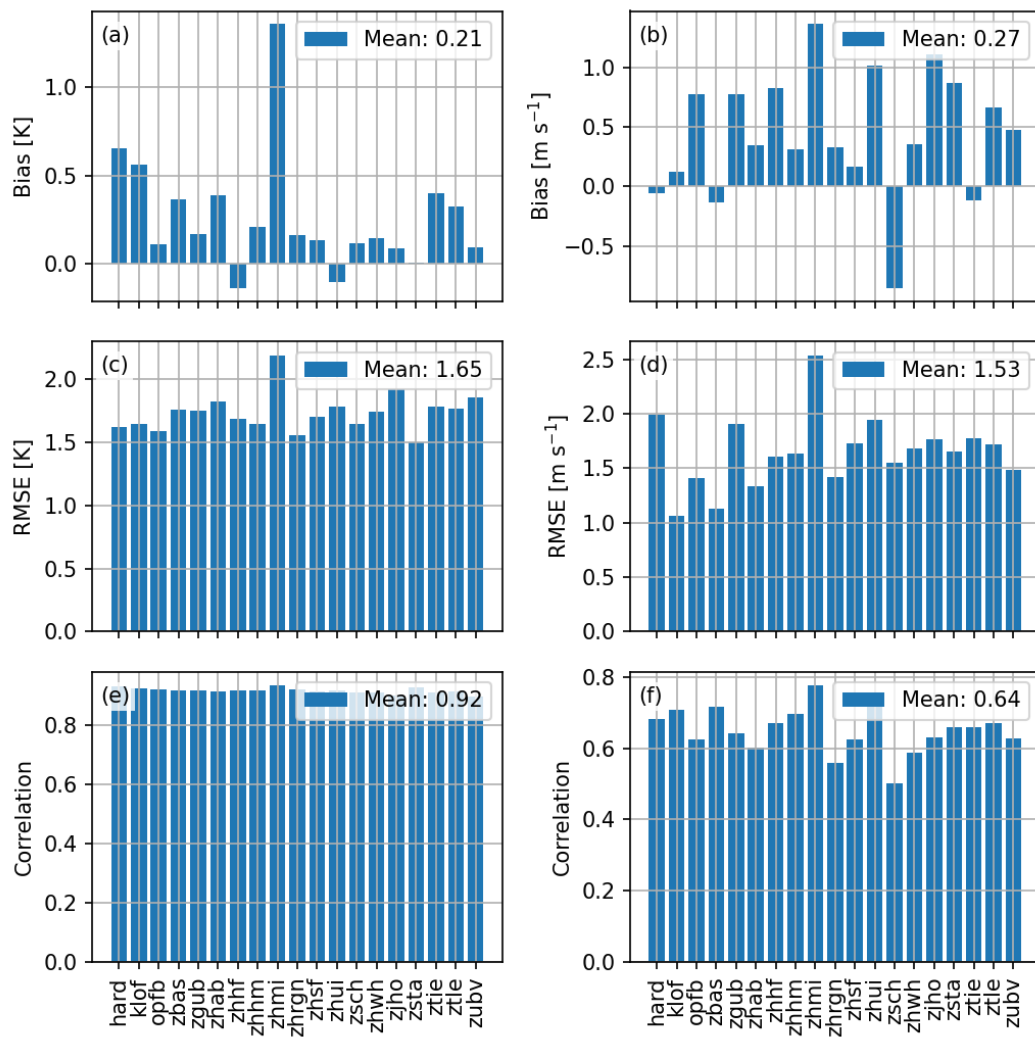 (a)
Mean: 0.21
Bias [K]
1.0
0.5
0.0
(b)
Mean: 0.27
Bias [m s⁻¹]
1.0
0.5
0.0
−0.5
(c)
Mean: 1.65
RMSE [K]
2.0
1.5
1.0
0.5
0.0
(d)
Mean: 1.53
RMSE [m s⁻¹]
2.5
2.0
1.5
1.0
0.5
0.0
(e)
Mean: 0.92
Correlation
0.8
0.6
0.4
0.2
0.0
hard
klof
opfb
zbas
zgub
zhab
zhhf
zhhm
zhmi
zhrgn
zhsf
zhui
zsch
zhwh
zjho
zsta
ztie
ztle
zubv
(f)
Mean: 0.64
Correlation
0.8
0.6
0.4
0.2
0.0
hard
klof
opfb
zbas
zgub
zhab
zhhf
zhhm
zhmi
zhrgn
zhsf
zhui
zsch
zhwh
zjho
zsta
ztie
ztle
zubv